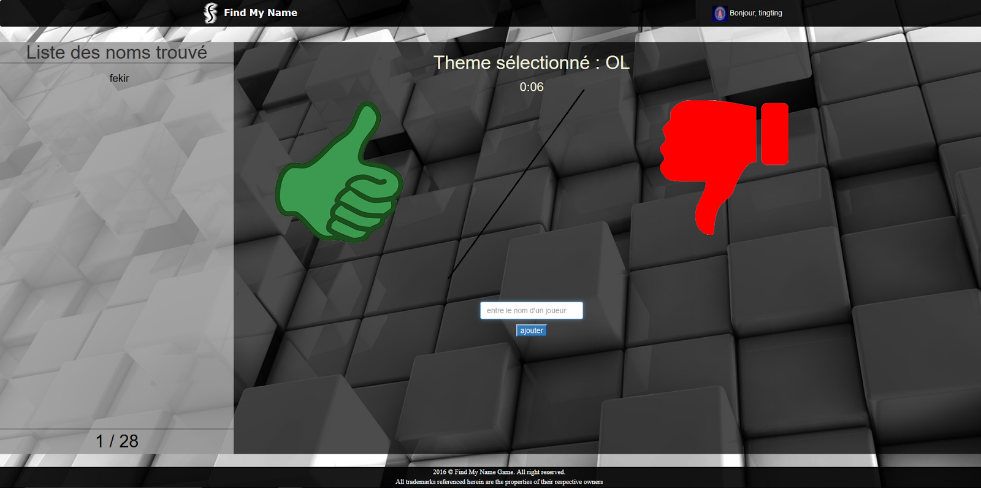 Find My Name
Bonjour, tingting
Liste des noms trouvé
fekir
Theme sélectionné : OL
0:06
entre le nom d'un joueur
ajouter
1 / 28
2016 © Find My Name Game. All right reserved.
All trademarks referenced herein are the properties of their respective owners